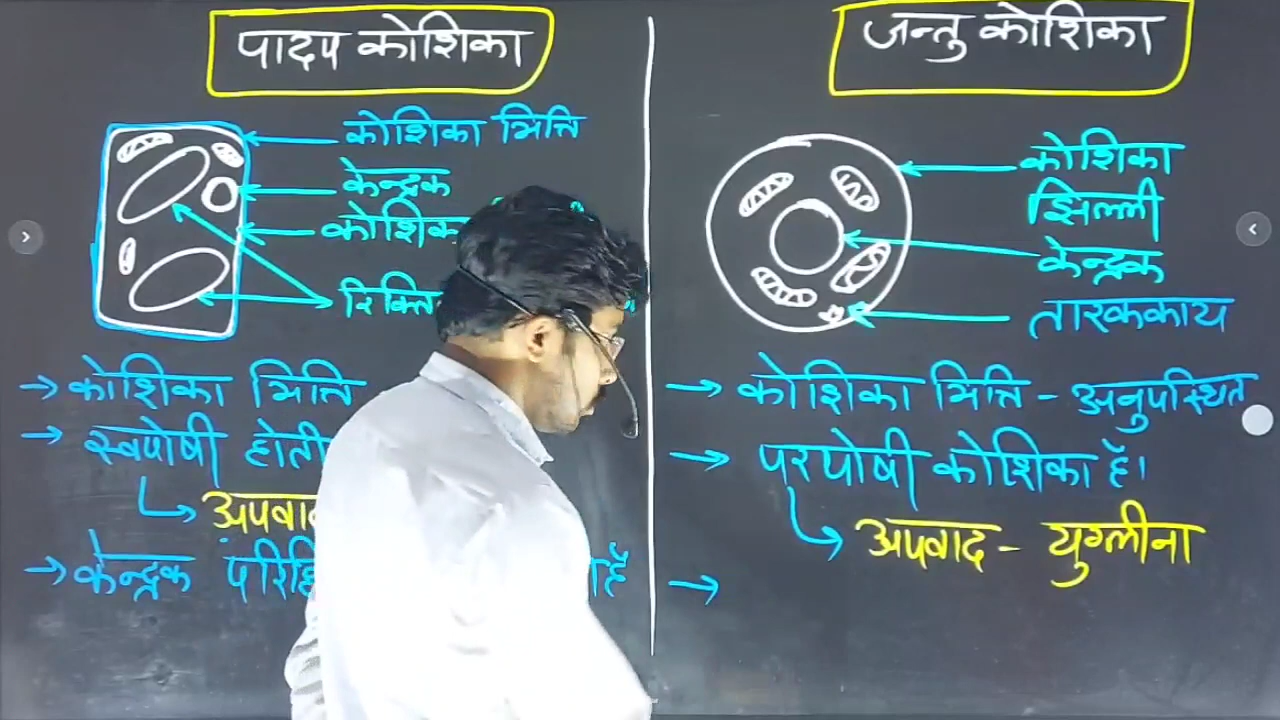 पादप कोशिका
कोशिका भित्ति
केन्द्रक
→ कोशिका भित्ति
→ स्वपोषी
→ केन्द्रक
जन्तु कोशिका
कोशिका
झिल्ली
केन्द्रक
तारककाय
→ कोशिका भित्ति - अनुपस्थित
→ परपोषी कोशिका है।
अपवाद - युग्लीना
→